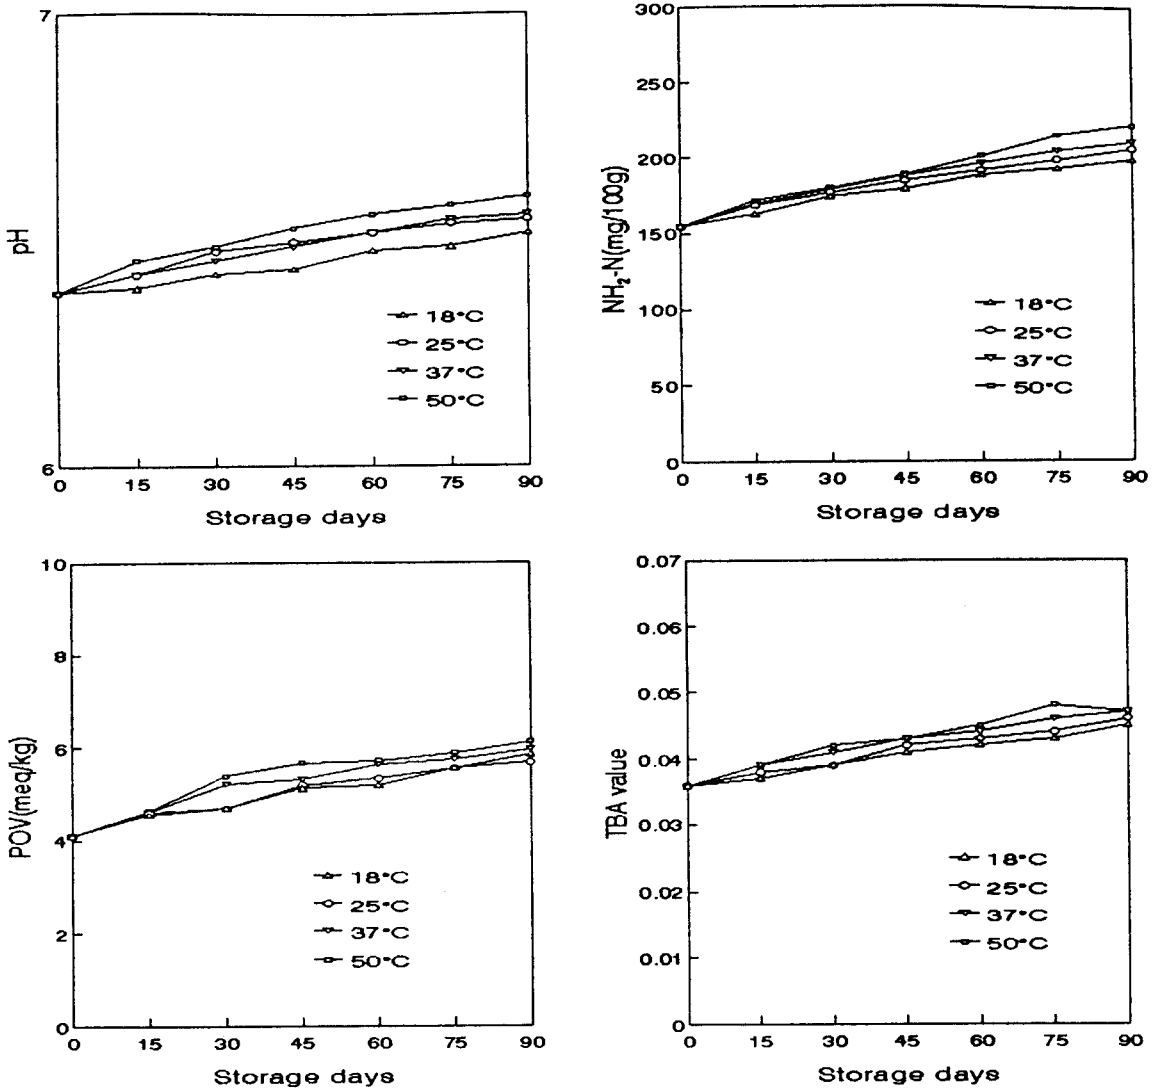 7
pH
6
18°C
25°C
37°C
50°C
0 15 30 45 60 75 90
Storage days
300
250
200
150
100
50
0
NH₂-N(mg/100g)
18°C
25°C
37°C
50°C
0 15 30 45 60 75 90
Storage days
10
8
6
4
2
0
POV(meq/kg)
18°C
25°C
37°C
50°C
0 15 30 45 60 75 90
Storage days
0.07
0.06
0.05
0.04
0.03
0.02
0.01
0
TBA value
18°C
25°C
37°C
50°C
0 15 30 45 60 75 90
Storage days